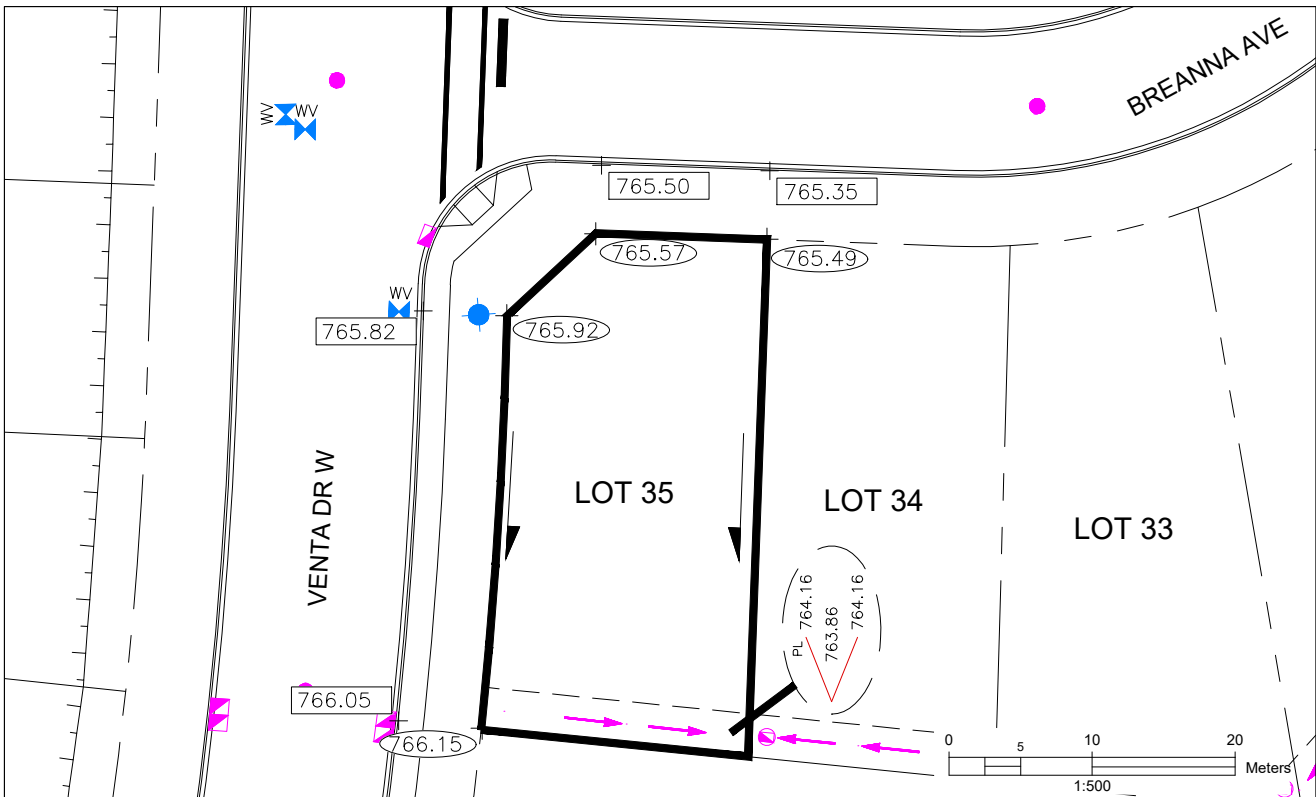 BREANNA AVE
WV
WV
765.50
765.35
765.57
765.49
WV
765.82
765.92
VENTA DR W
LOT 35
LOT 34
LOT 33
PL
764.16
763.86
764.16
766.05
766.15
0 5 10 20
Meters
1:500